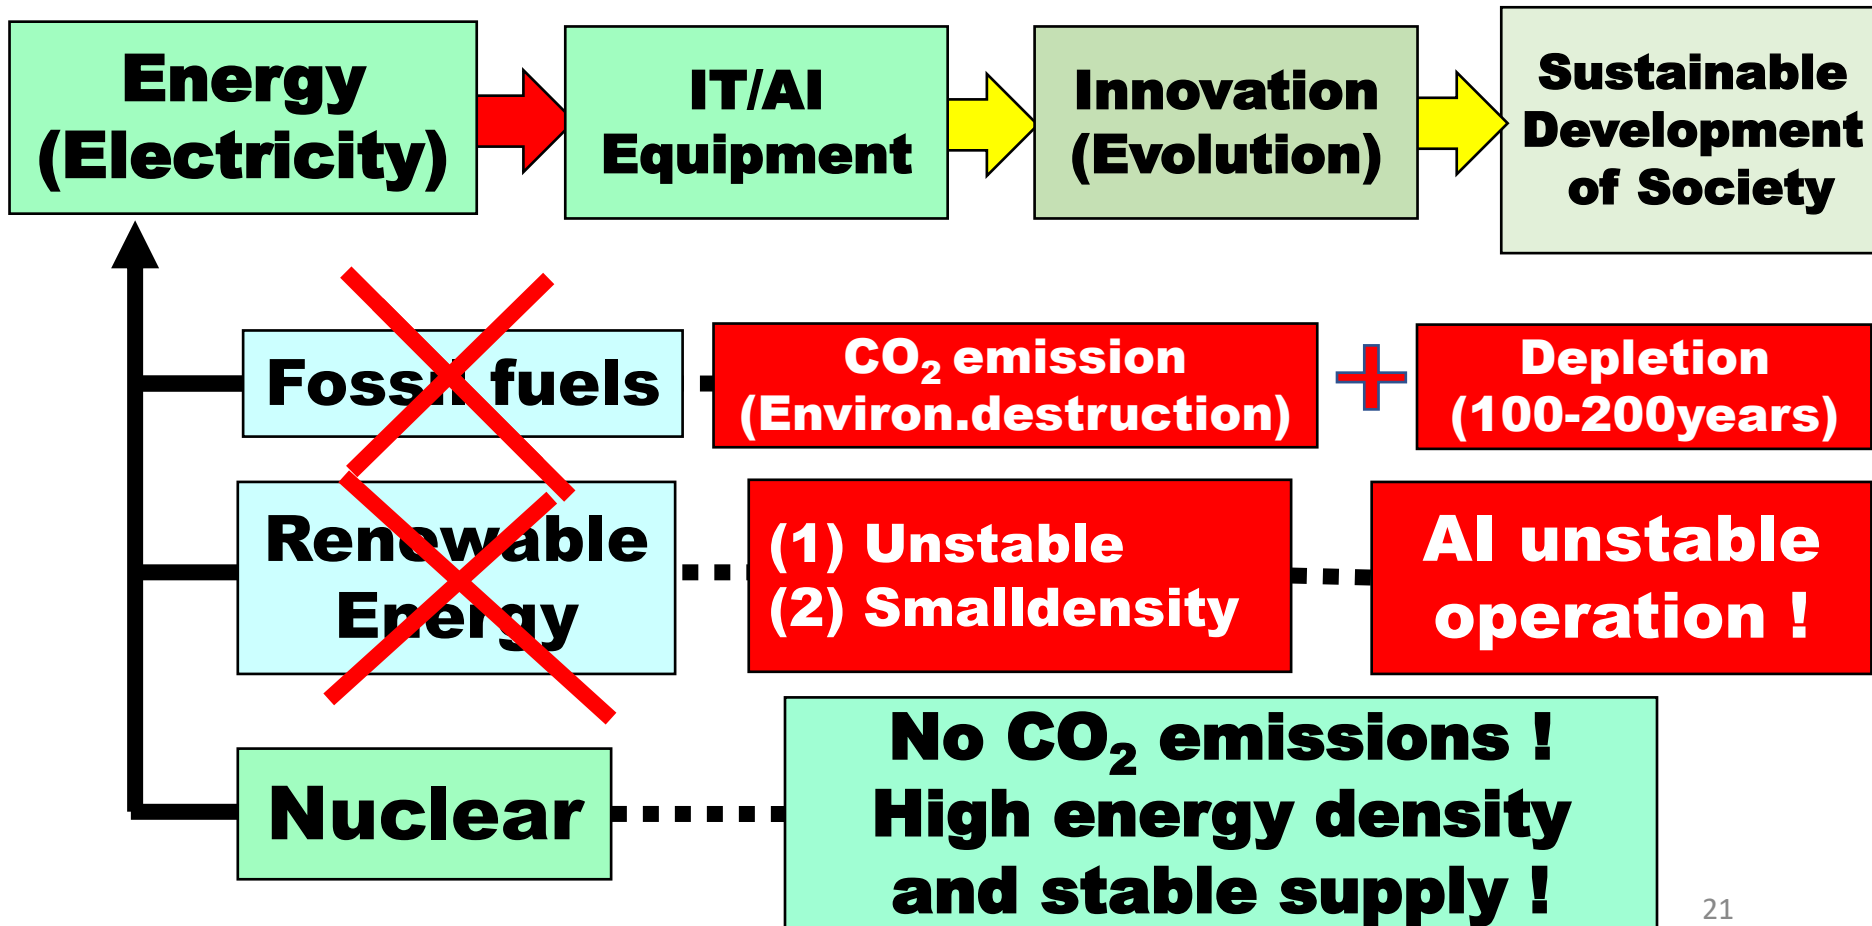 Energy
(Electricity)
IT/AI
Equipment
Innovation
(Evolution)
Sustainable
Development
of Society
Fossil fuels
CO₂ emission
(Environ.destruction)
+
Depletion
(100-200years)
Renewable
Energy
(1) Unstable
(2) Smalldensity
AI unstable
operation !
Nuclear
No CO₂ emissions !
High energy density
and stable supply !
21